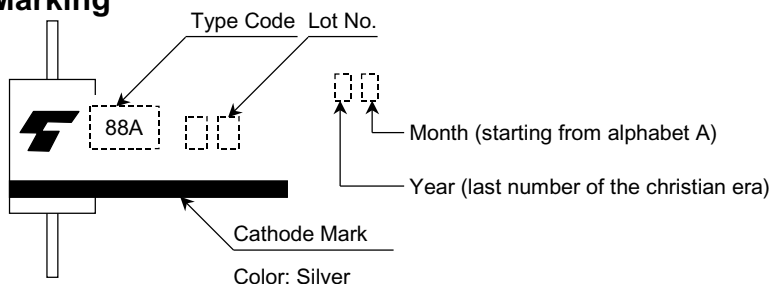 Marking
Type Code
Lot No.
88A
Month (starting from alphabet A)
Year (last number of the christian era)
Cathode Mark
Color: Silver